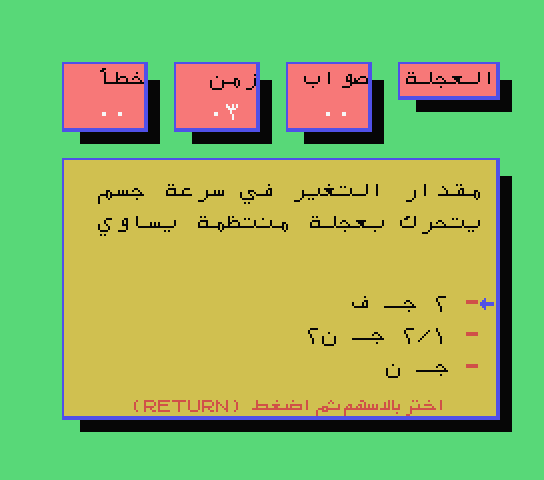 العجلة
صواب
٠٠
زمن
٠٣
خطأ
٠٠
مقدار التغير في سرعة جسم
يتحرك بعجلة منتظمة يساوي
٢ جـ ف
١/٢ جـ ن٢
جـ ن
اختر بالاسهم ثم اضغط (RETURN)